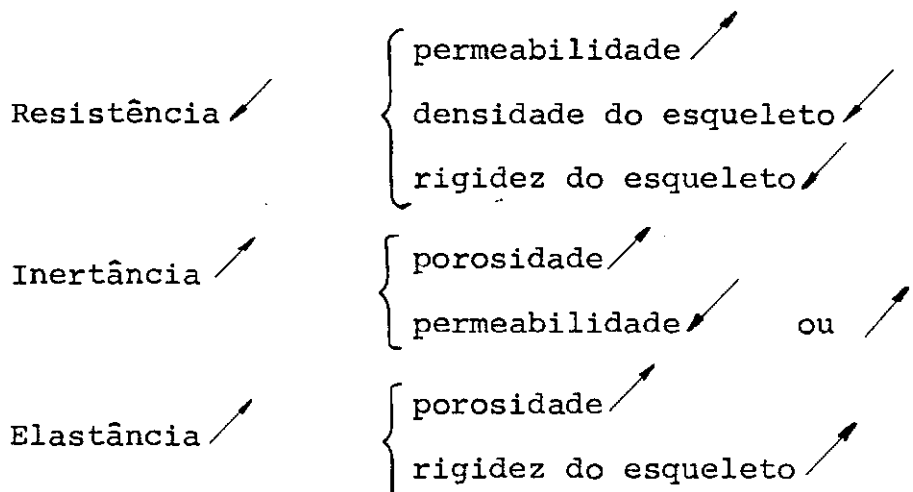 permeabilidade
Resistência densidade do esqueleto
rigidez do esqueleto
Inertância porosidade
permeabilidade ou
Elastância porosidade
rigidez do esqueleto